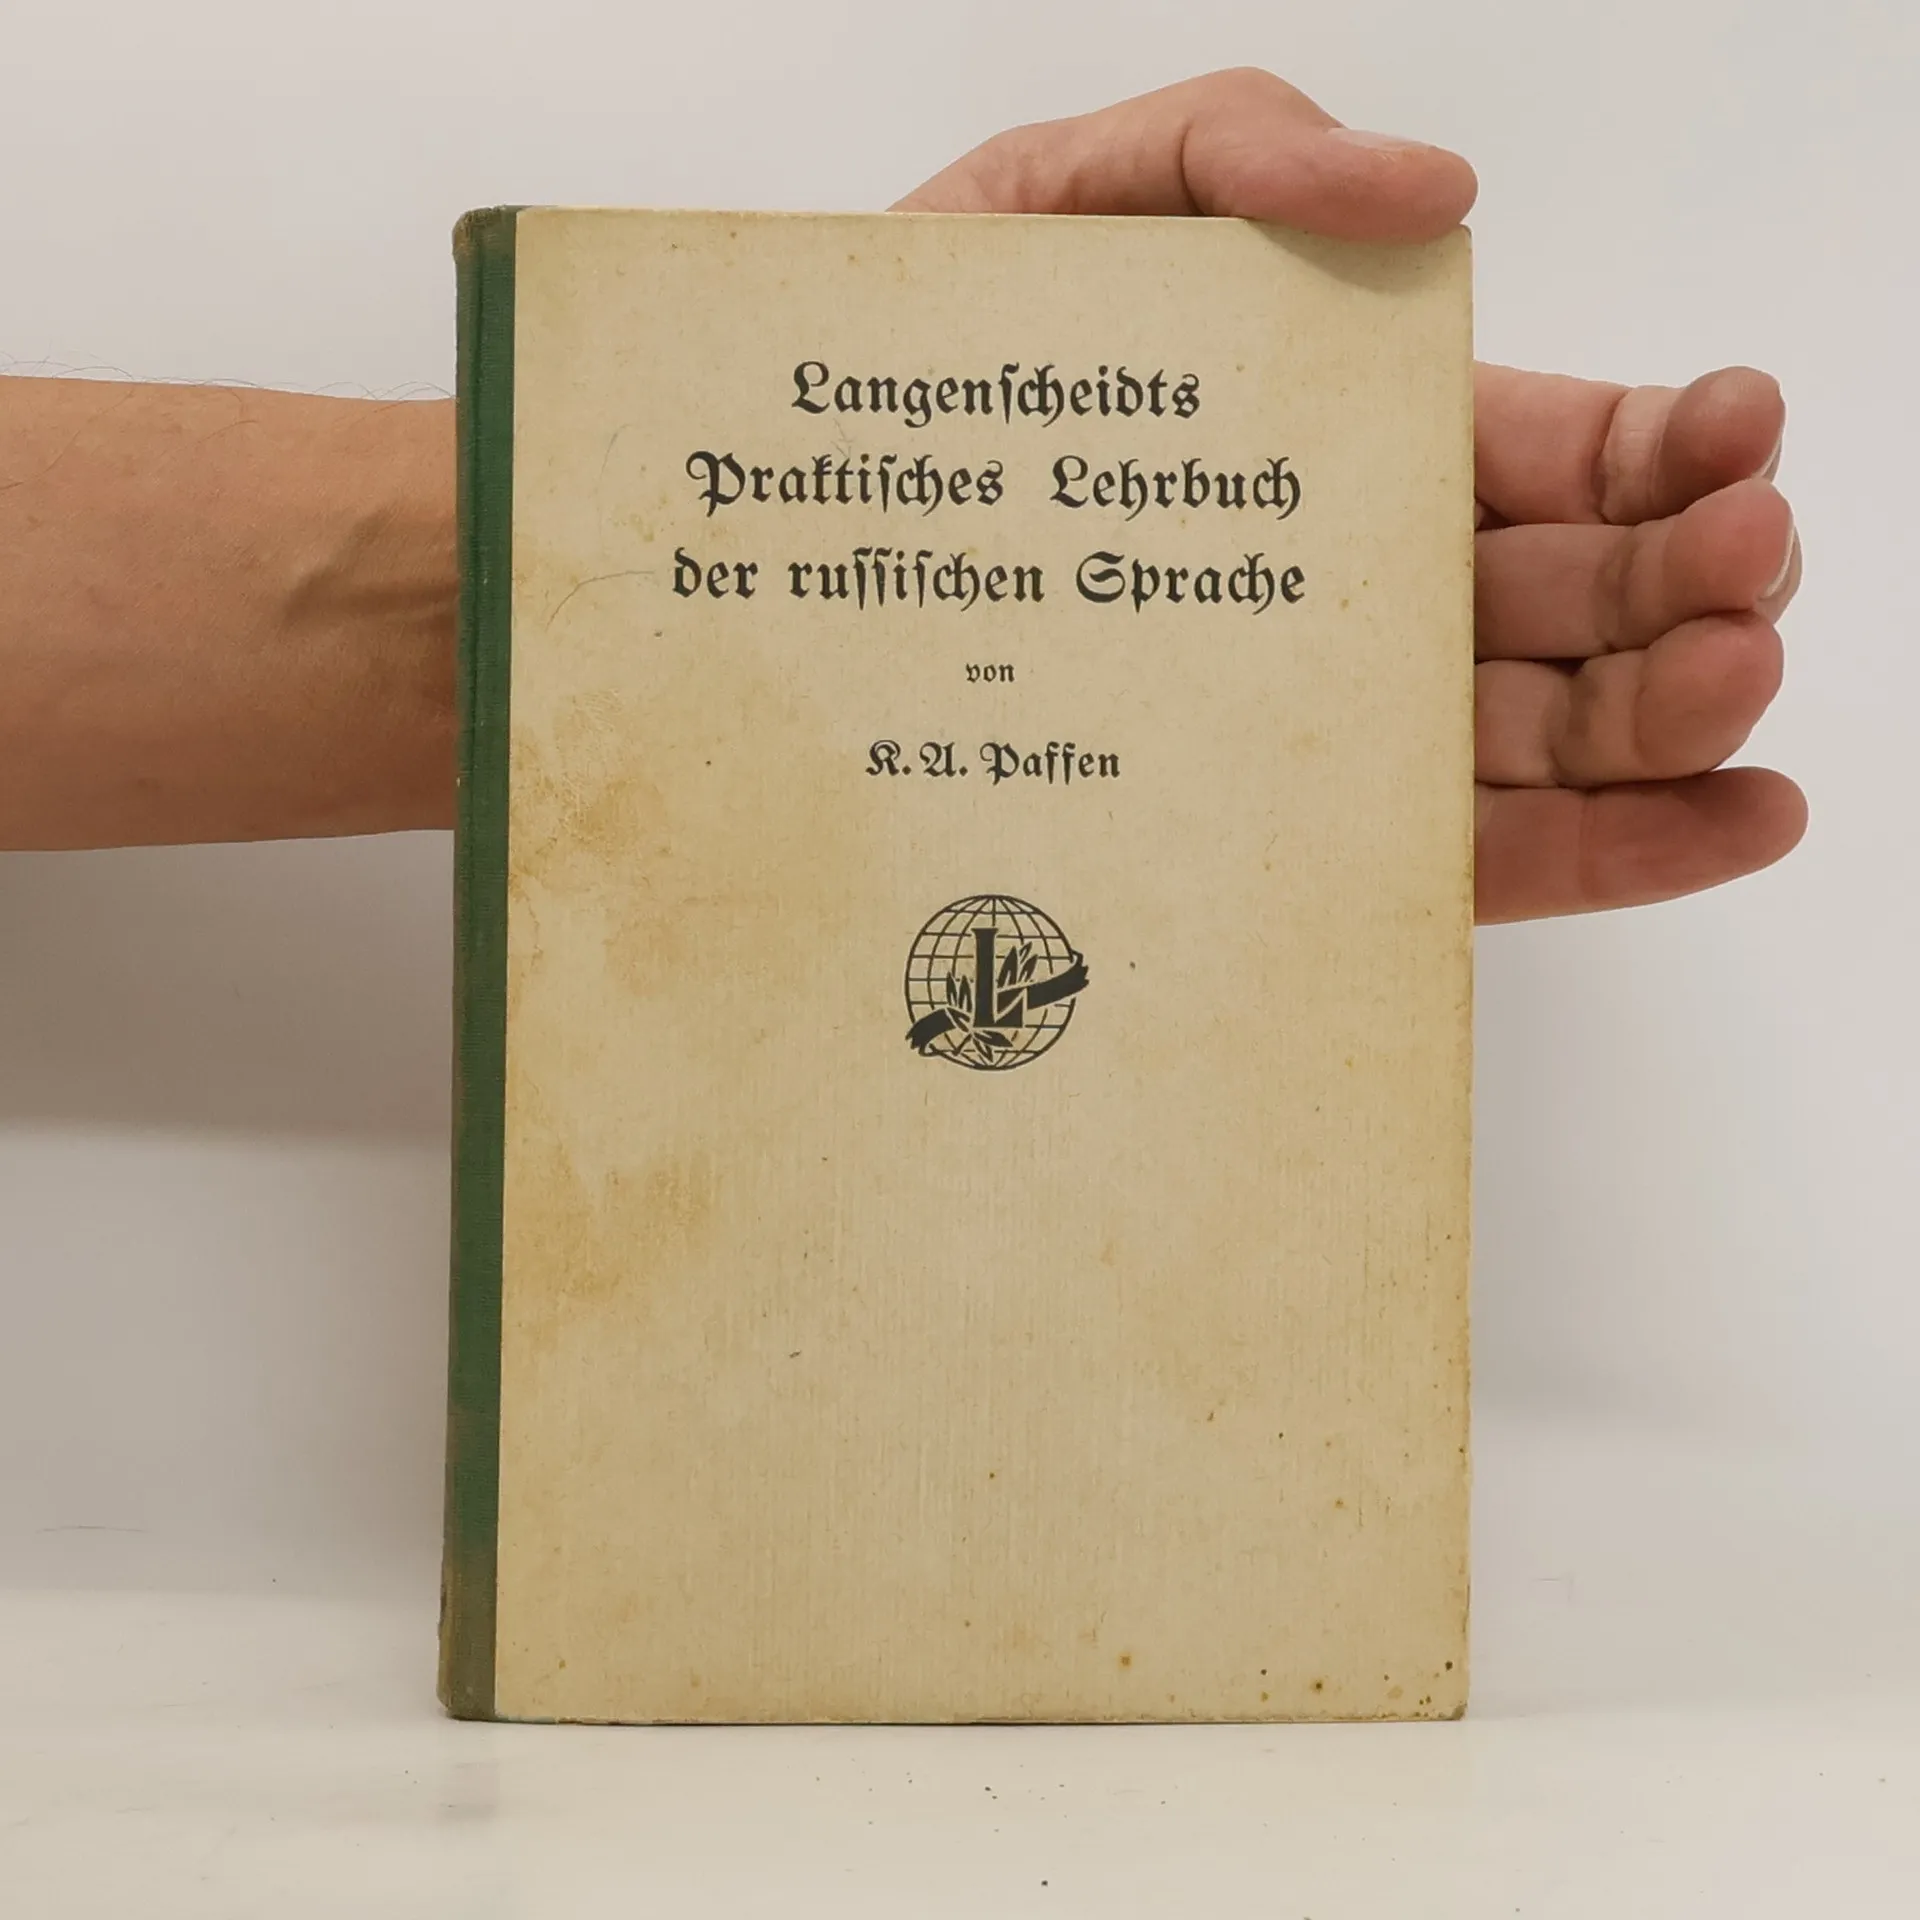 Langenſcheidts
Praktiſches Lehrbuch
der ruſſiſchen Sprache
von
K. A. Paffen
L